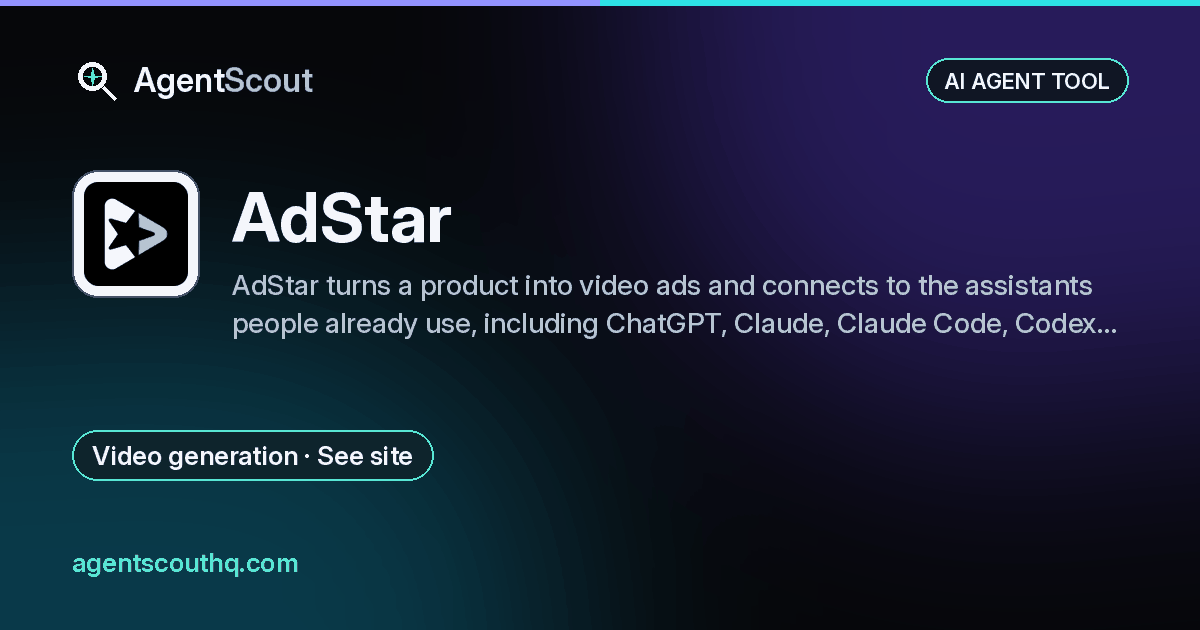 AgentScout
AI AGENT TOOL
AdStar
AdStar turns a product into video ads and connects to the assistants
people already use, including ChatGPT, Claude, Claude Code, Codex...
Video generation · See site
agentscouthq.com